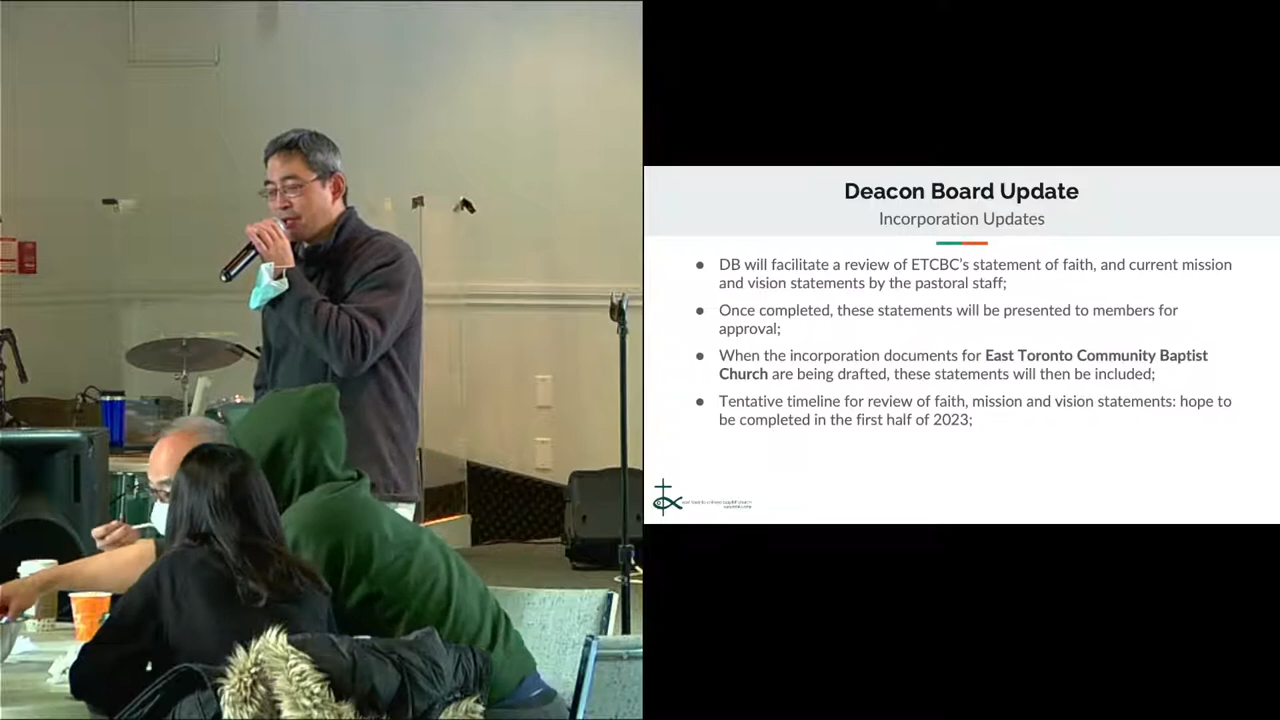 Deacon Board Update
Incorporation Updates
● DB will facilitate a review of ETCBC's statement of faith, and current mission
and vision statements by the pastoral staff;
● Once completed, these statements will be presented to members for
approval;
● When the incorporation documents for East Toronto Community Baptist
Church are being drafted, these statements will then be included;
● Tentative timeline for review of faith, mission and vision statements: hope to
be completed in the first half of 2023;